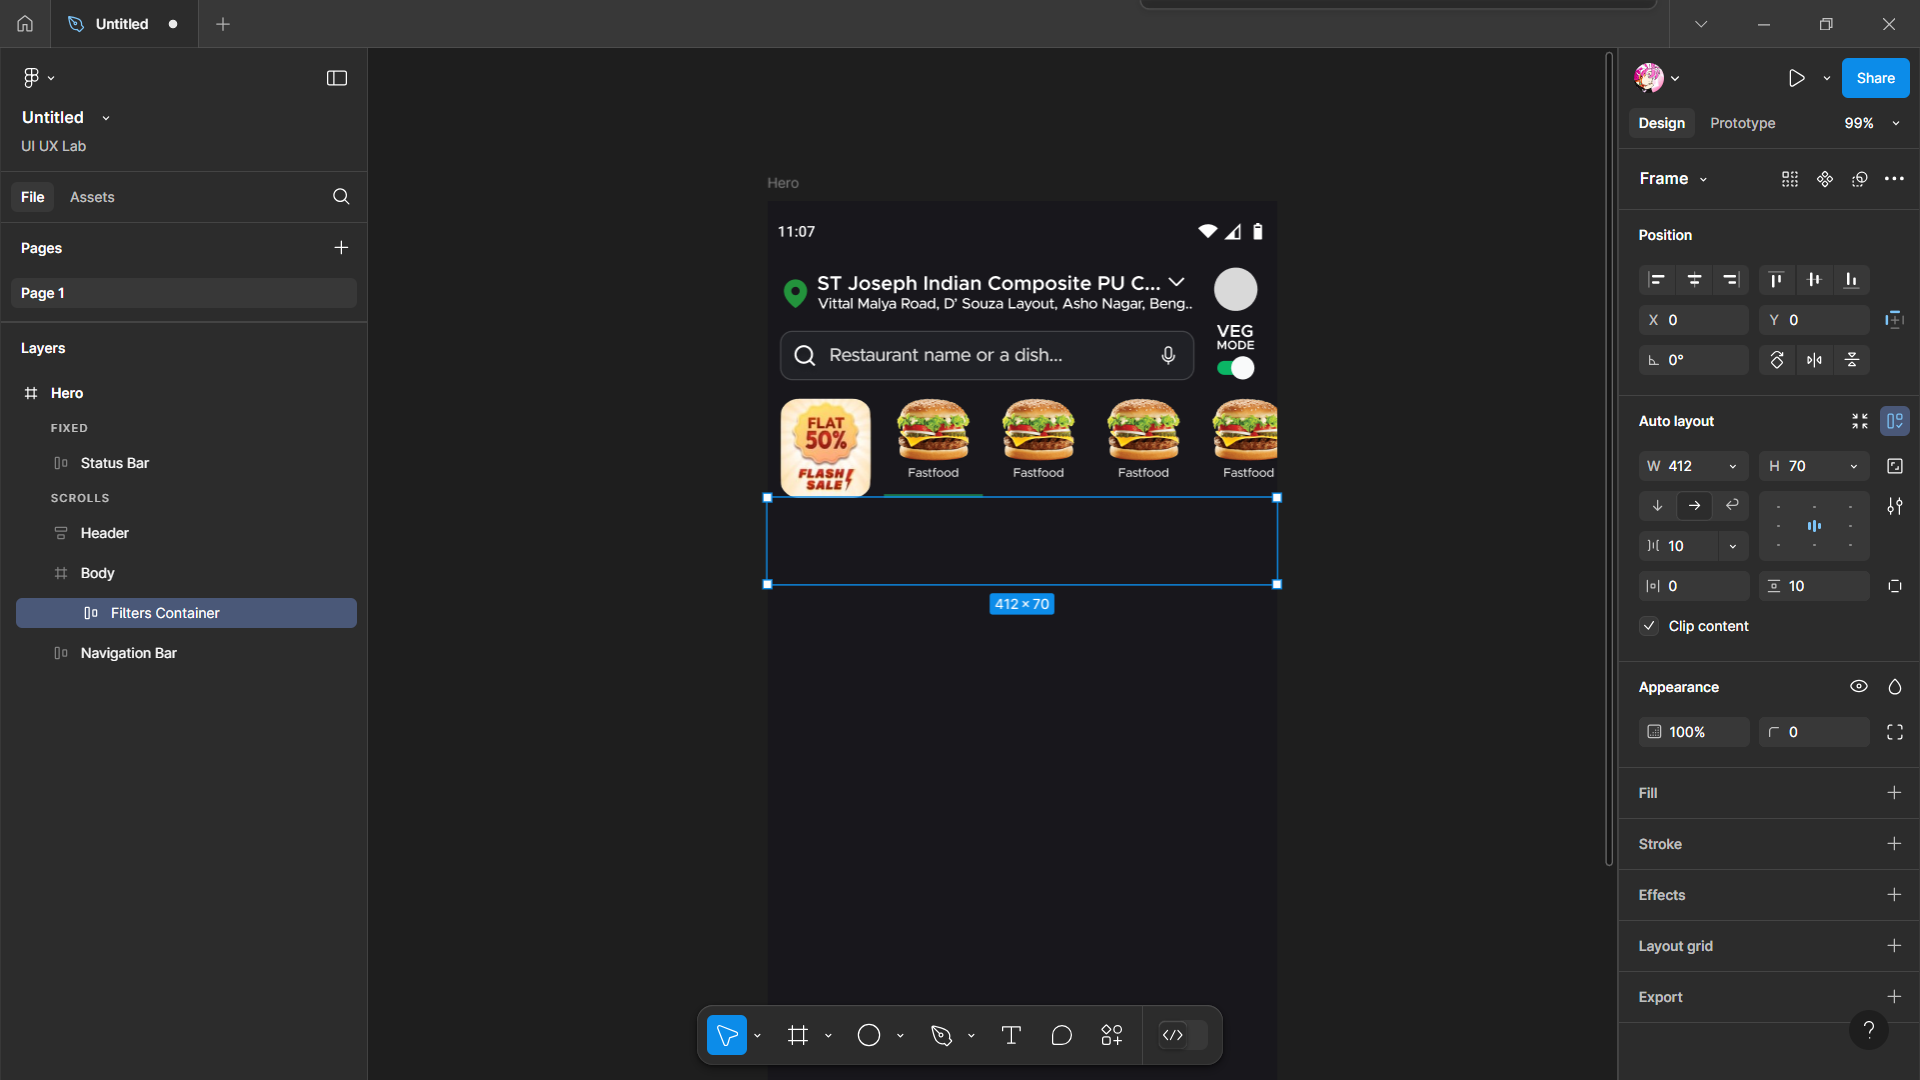 Untitled
Untitled
UI UX Lab
File
Assets
Pages
Page 1
Layers
Hero
FIXED
Status Bar
SCROLLS
Header
Body
Filters Container
Navigation Bar
Hero
11:07
ST Joseph Indian Composite PU C...
Vittal Malya Road, D' Souza Layout, Asho Nagar, Beng..
Restaurant name or a dish...
VEG
MODE
FLAT
50%
FLASH
SALE!
Fastfood
Fastfood
Fastfood
Fastfood
412 × 70
Share
Design
Prototype
99%
Frame
Position
X 0
Y 0
0°
Auto layout
W 412
H 70
10
0
10
Clip content
Appearance
100%
0
Fill
Stroke
Effects
Layout grid
Export
?